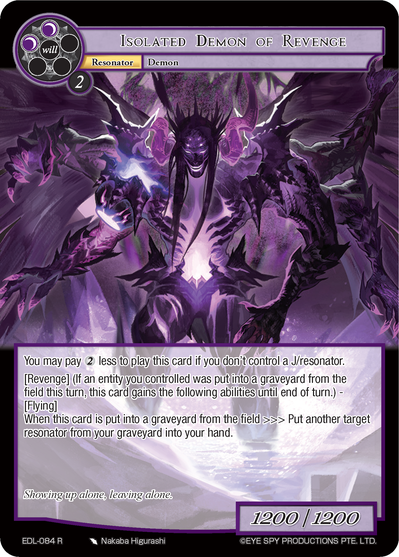 Isolated Demon of Revenge
will
Resonator Demon
2
You may pay 2 less to play this card if you don't control a J/resonator.
[Revenge] (If an entity you controlled was put into a graveyard from the
field this turn, this card gains the following abilities until end of turn.) -
[Flying]
When this card is put into a graveyard from the field >>> Put another target
resonator from your graveyard into your hand.
Showing up alone, leaving alone.
1200 / 1200
EDL-084 R Nakaba Higurashi ©EYE SPY PRODUCTIONS PTE. LTD.